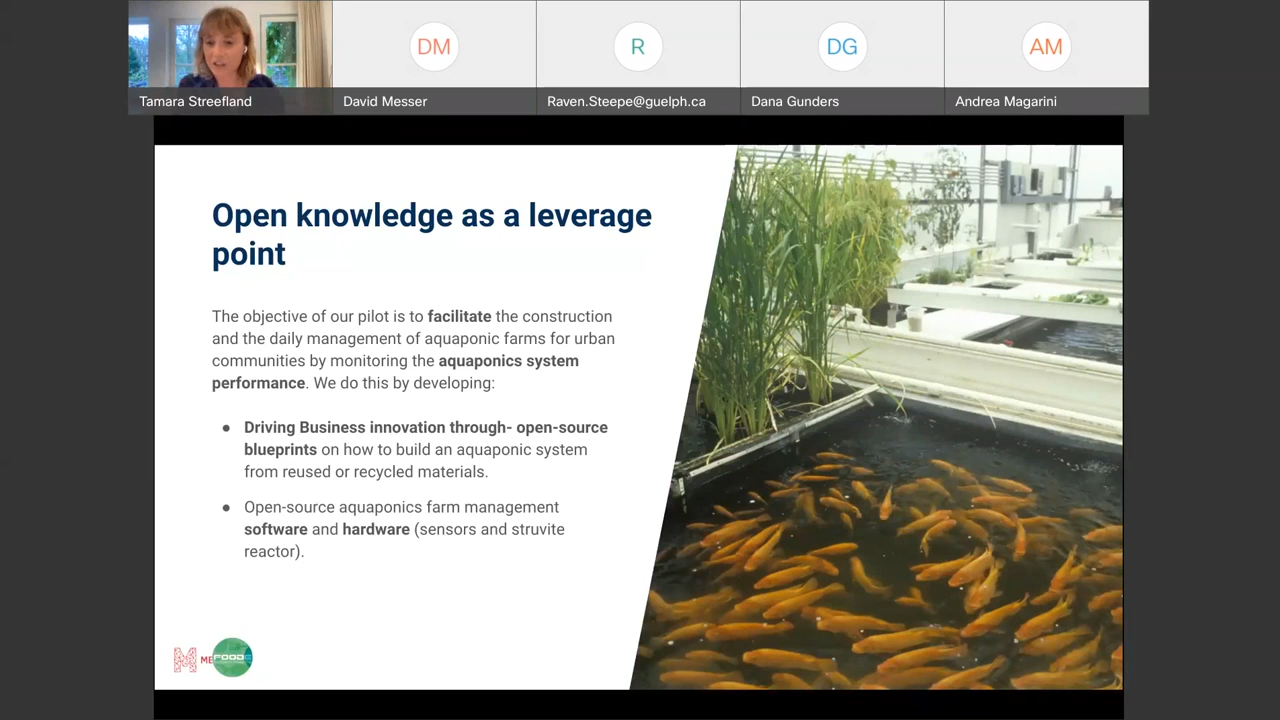 DM
R
DG
AM
Tamara Streefland
David Messer
Raven.Steepe@guelph.ca
Dana Gunders
Andrea Magarini
Open knowledge as a leverage
point
The objective of our pilot is to facilitate the construction
and the daily management of aquaponic farms for urban
communities by monitoring the aquaponics system
performance. We do this by developing:
● Driving Business innovation through- open-source
blueprints on how to build an aquaponic system
from reused or recycled materials.
● Open-source aquaponics farm management
software and hardware (sensors and struvite
reactor).
M ME FOOD